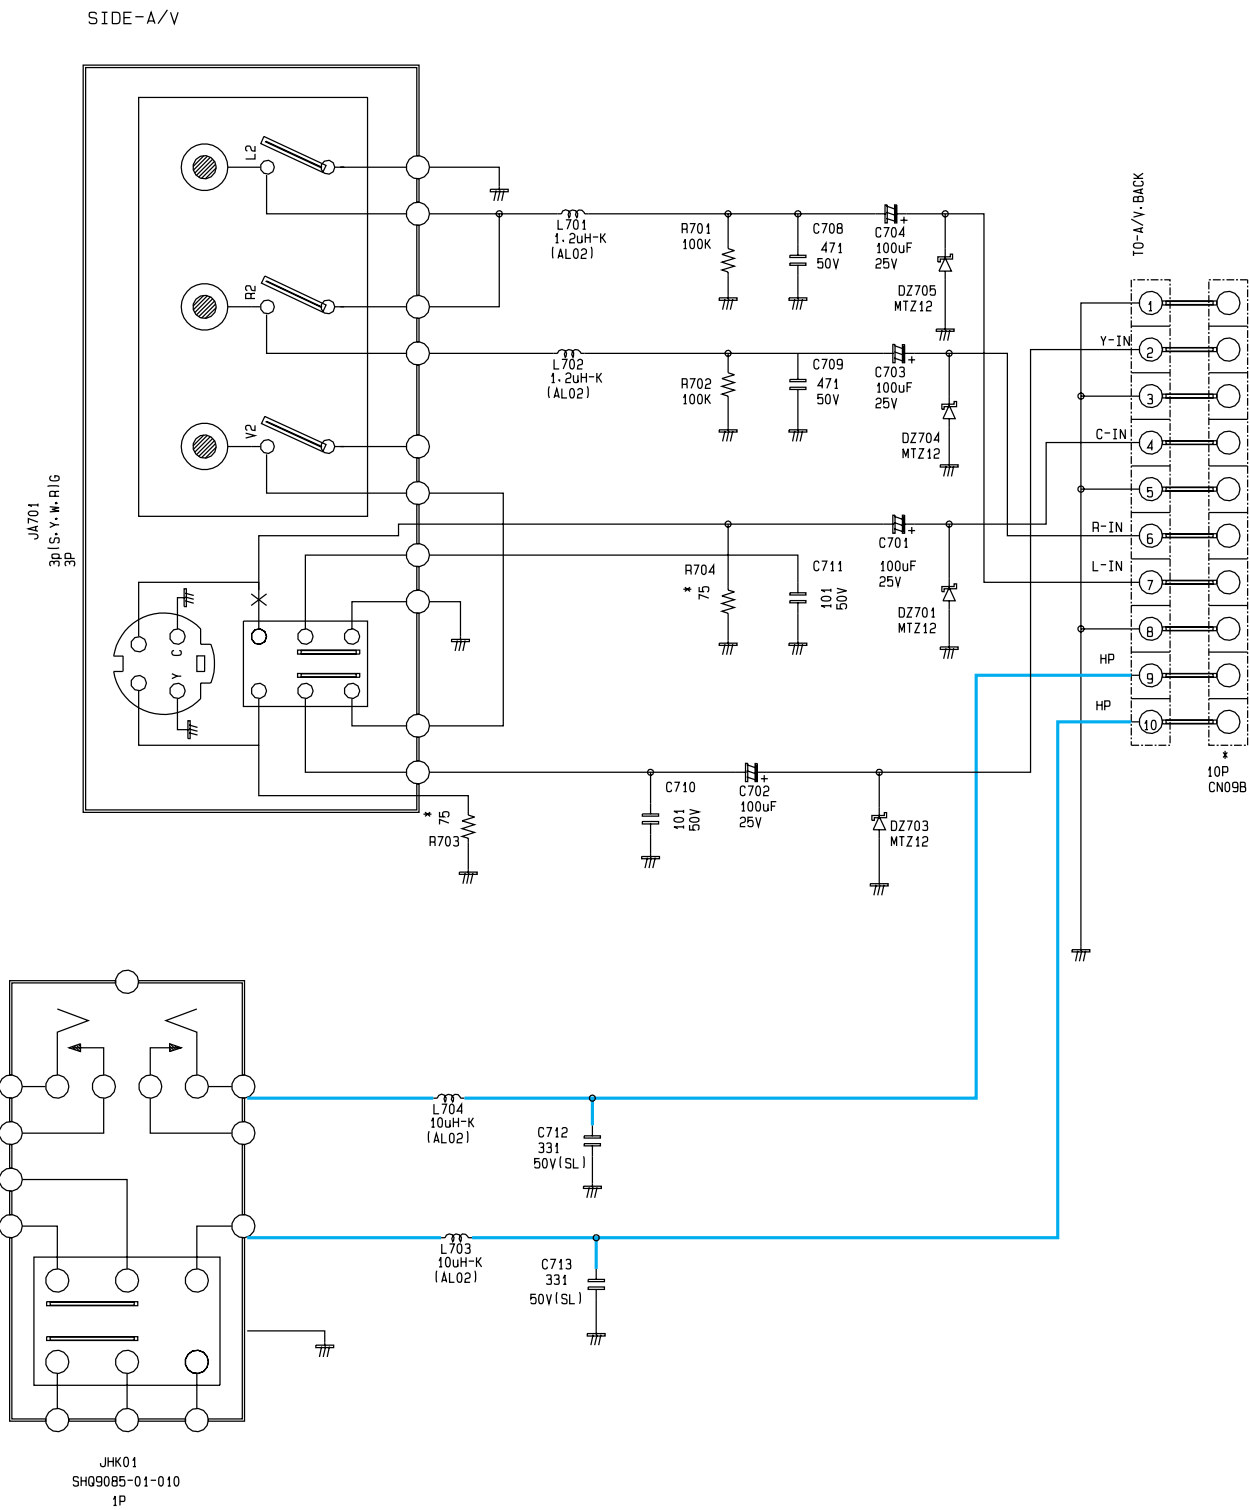 SIDE-A/V
L2
R2
V2
JA701
3p(S.Y.W.R)G
3P
C
Y
L701
1.2uH-K
(AL02)
R701
100K
C708
471
50V
C704
100uF
25V
+
DZ705
MTZ12
L702
1.2uH-K
(AL02)
R702
100K
C709
471
50V
C703
100uF
25V
+
DZ704
MTZ12
C701
100uF
25V
+
R704
* 75
C711
101
50V
DZ701
MTZ12
TO-A/V.BACK
1
Y-IN 2
3
C-IN 4
5
R-IN 6
L-IN 7
8
HP 9
HP 10
*
10P
CN09B
* 75
R703
C710
101
50V
C702
100uF
25V
+
DZ703
MTZ12
L704
10uH-K
(AL02)
C712
331
50V(SL)
L703
10uH-K
(AL02)
C713
331
50V(SL)
JHK01
SHQ9085-01-010
1P